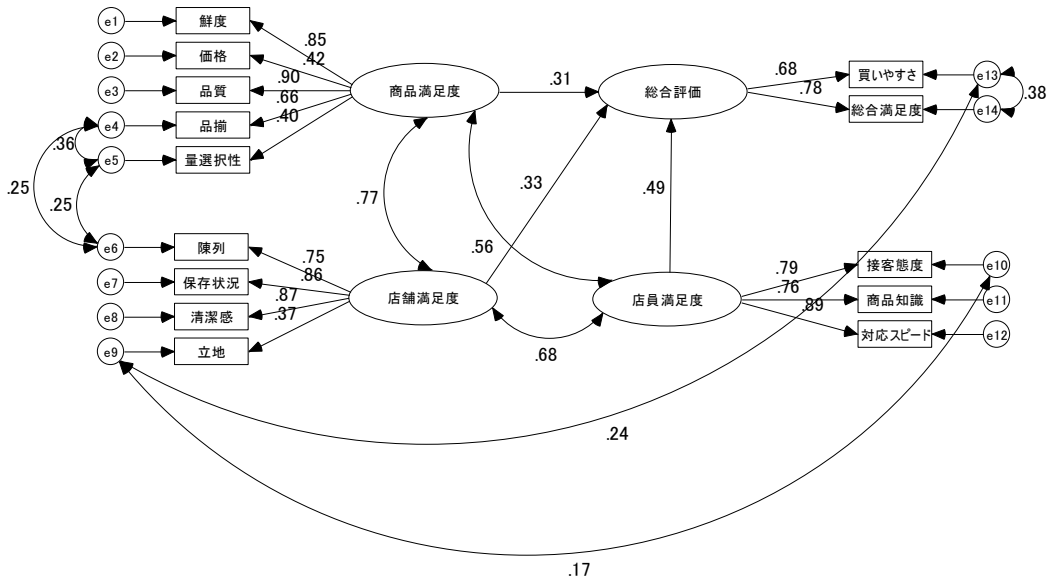 e1
鮮度
e2
価格
e3
品質
e4
品揃
e5
量選択性
e6
陳列
e7
保存状況
e8
清潔感
e9
立地
.85
.42
.90
.66
.40
.36
.25
.25
.75
.86
.87
.37
商品満足度
.31
総合評価
.68
.78
買いやすさ
e13
総合満足度
e14
.38
.77
.33
.49
.56
店舗満足度
店員満足度
.68
.79
.76
.89
接客態度
e10
商品知識
e11
対応スピード
e12
.24
.17